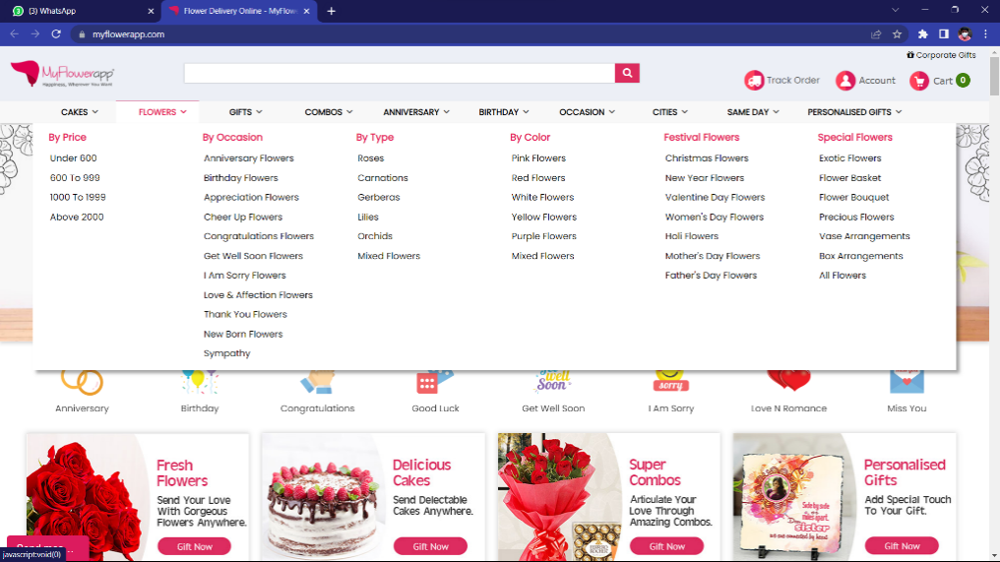 (3) WhatsApp
Flower Delivery Online - MyFlow
myflowerapp.com
Corporate Gifts
MyFlowerapp
Happiness, Wherever You Want
Track Order
Account
Cart 0
CAKES
FLOWERS
GIFTS
COMBOS
ANNIVERSARY
BIRTHDAY
OCCASION
CITIES
SAME DAY
PERSONALISED GIFTS
By Price
Under 600
600 To 999
1000 To 1999
Above 2000
By Occasion
Anniversary Flowers
Birthday Flowers
Appreciation Flowers
Cheer Up Flowers
Congratulations Flowers
Get Well Soon Flowers
I Am Sorry Flowers
Love & Affection Flowers
Thank You Flowers
New Born Flowers
Sympathy
By Type
Roses
Carnations
Gerberas
Lilies
Orchids
Mixed Flowers
By Color
Pink Flowers
Red Flowers
White Flowers
Yellow Flowers
Purple Flowers
Mixed Flowers
Festival Flowers
Christmas Flowers
New Year Flowers
Valentine Day Flowers
Women's Day Flowers
Holi Flowers
Mother's Day Flowers
Father's Day Flowers
Special Flowers
Exotic Flowers
Flower Basket
Flower Bouquet
Precious Flowers
Vase Arrangements
Box Arrangements
All Flowers
well
Soon
sorry
Anniversary
Birthday
Congratulations
Good Luck
Get Well Soon
I Am Sorry
Love N Romance
Miss You
Fresh
Flowers
Send Your Love
With Gorgeous
Flowers Anywhere.
Gift Now
Delicious
Cakes
Send Delectable
Cakes Anywhere.
Gift Now
Super
Combos
Articulate Your
Love Through
Amazing Combos.
Gift Now
Personalised
Gifts
Add Special Touch
To Your Gift.
Gift Now
Side by side
miles apart,
sister
javascript:void(0)